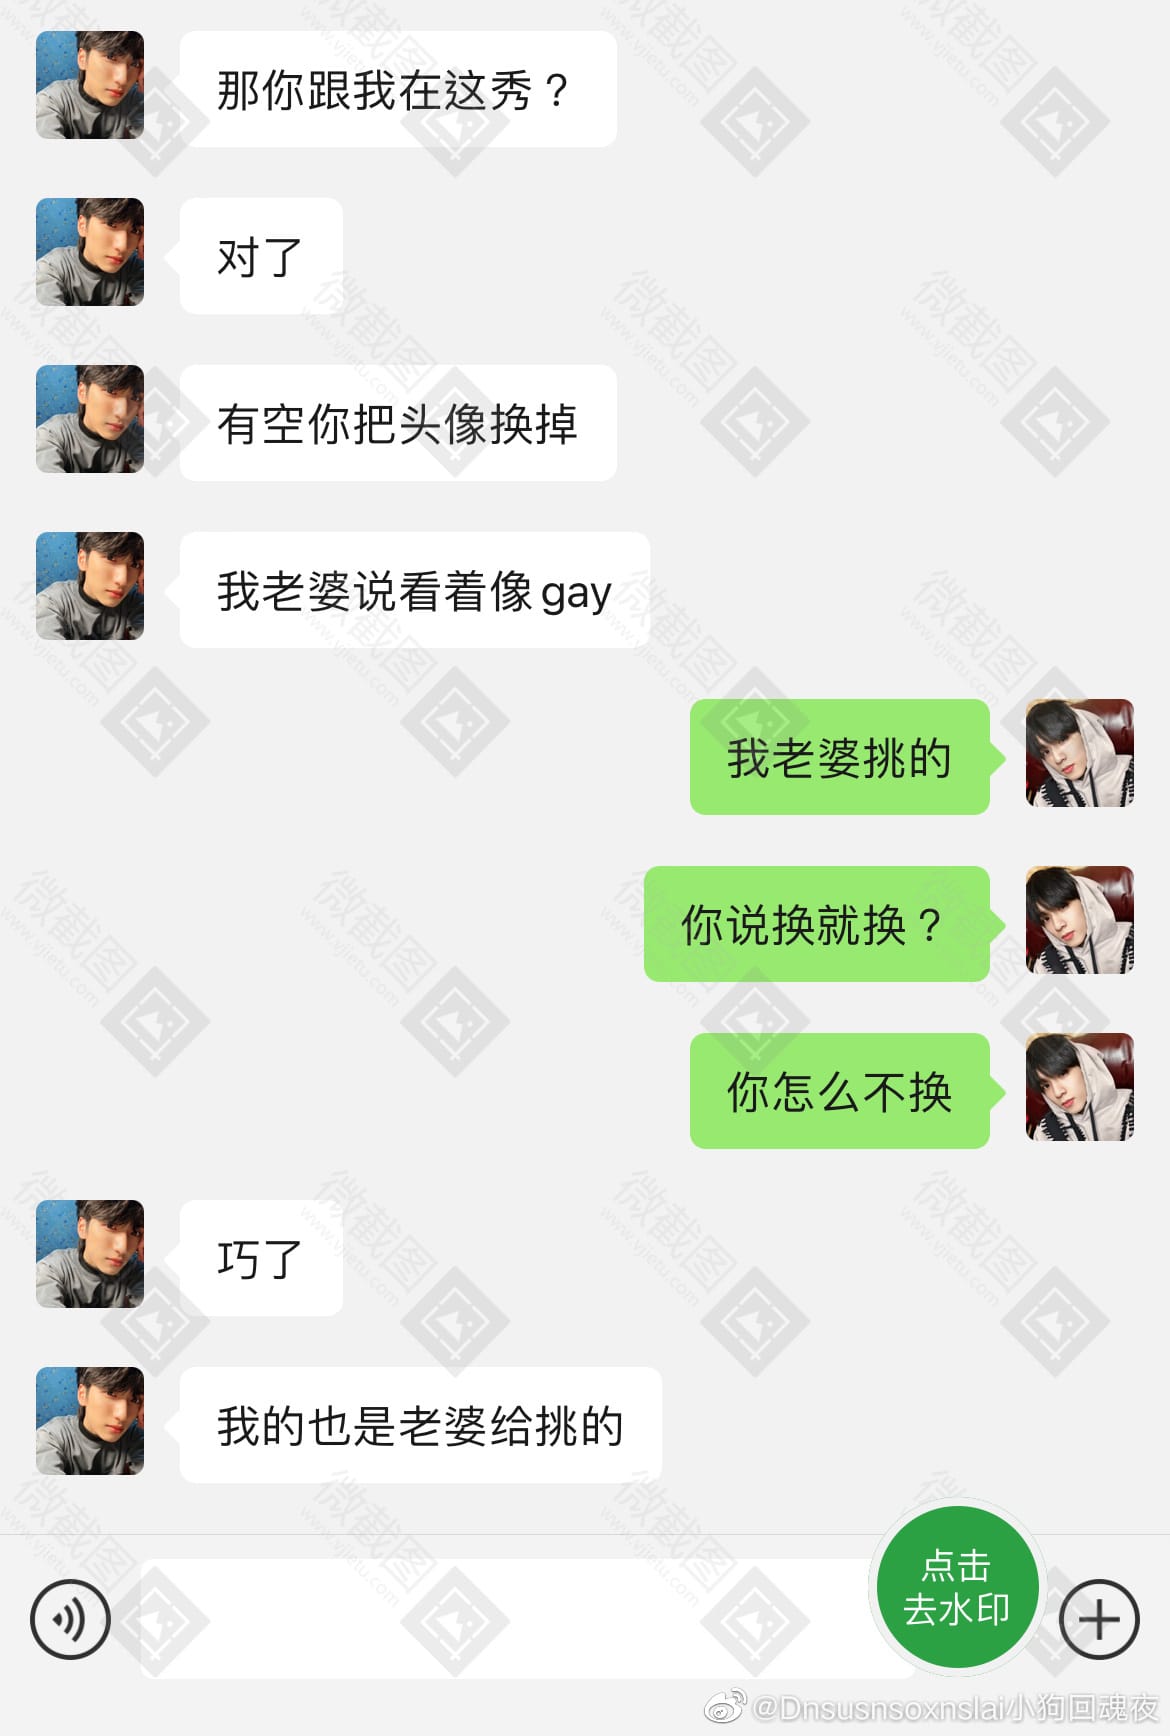 那你跟我在这秀？
对了
有空你把头像换掉
我老婆说看着像gay
我老婆挑的
你说换就换？
你怎么不换
巧了
我的也是老婆给挑的
点击
去水印
@Dnsusnsoxnslai小狗回魂夜
微截图
www.vjietu.com